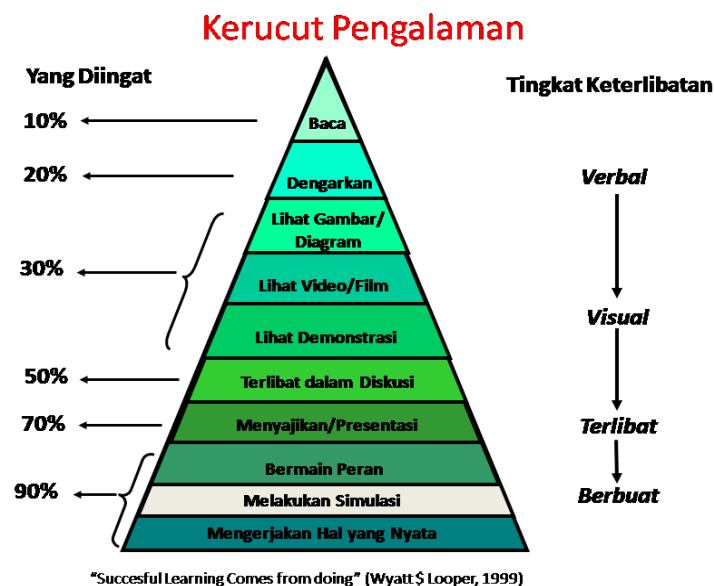 Kerucut Pengalaman
Yang Diingat
Tingkat Keterlibatan
10%
Baca
20%
Dengarkan
Verbal
Lihat Gambar/
Diagram
30%
Lihat Video/Film
Visual
Lihat Demonstrasi
50%
Terlibat dalam Diskusi
70%
Menyajikan/Presentasi
Terlibat
Bermain Peran
90%
Melakukan Simulasi
Berbuat
Mengerjakan Hal yang Nyata
“Succesful Learning Comes from doing” (Wyatt $ Looper, 1999)